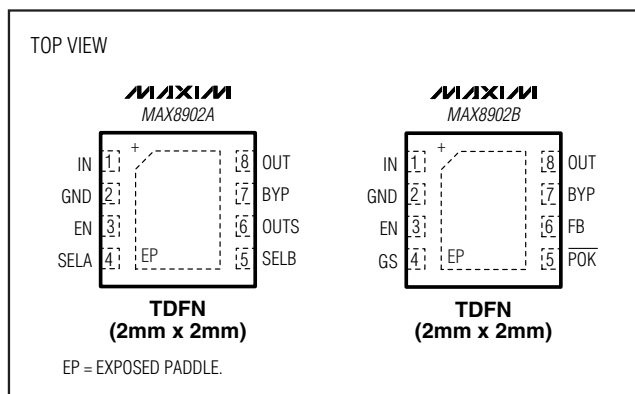 TOP VIEW
MAXIM
MAX8902A
+
IN 1 8 OUT
GND 2 7 BYP
EN 3 6 OUTS
SELA 4 EP 5 SELB
TDFN
(2mm x 2mm)
MAXIM
MAX8902B
+
IN 1 8 OUT
GND 2 7 BYP
EN 3 6 FB
GS 4 EP 5 P̅O̅K̅
TDFN
(2mm x 2mm)
EP = EXPOSED PADDLE.